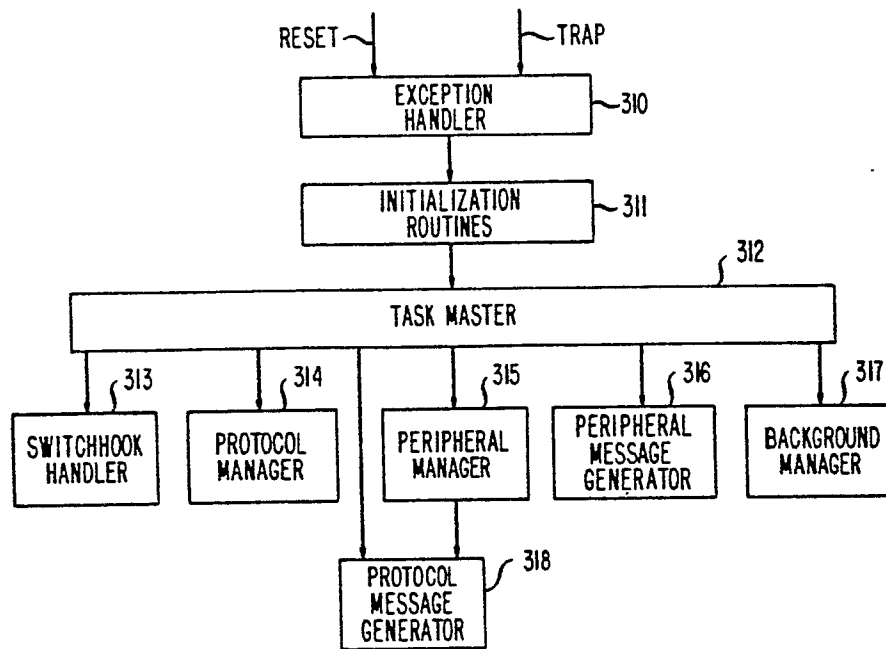 RESET
TRAP
EXCEPTION
HANDLER
310
INITIALIZATION
ROUTINES
311
312
TASK MASTER
313
314
315
316
317
SWITCHHOOK
HANDLER
PROTOCOL
MANAGER
PERIPHERAL
MANAGER
PERIPHERAL
MESSAGE
GENERATOR
BACKGROUND
MANAGER
318
PROTOCOL
MESSAGE
GENERATOR